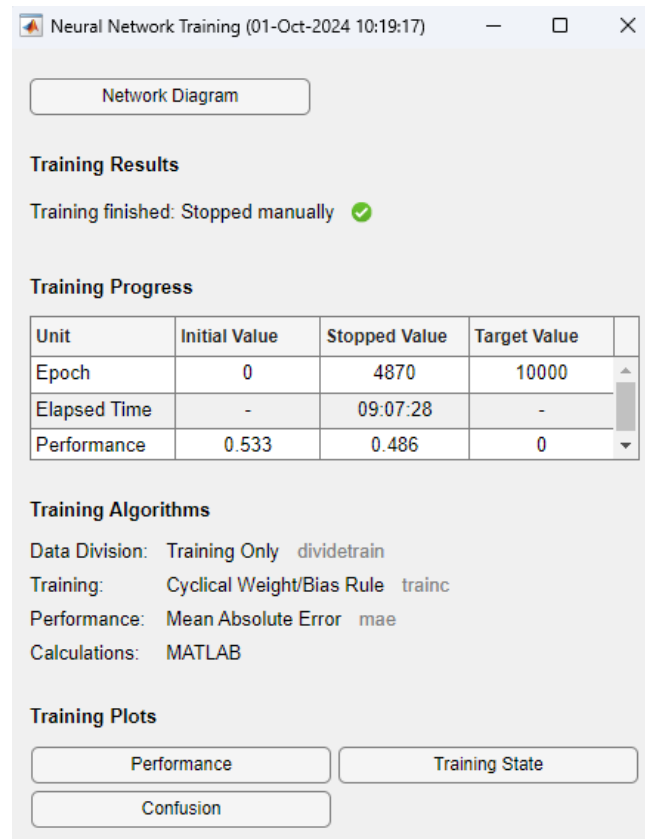 Neural Network Training (01-Oct-2024 10:19:17)
Network Diagram
Training Results
Training finished: Stopped manually
Training Progress
Unit Initial Value Stopped Value Target Value
Epoch 0 4870 10000
Elapsed Time - 09:07:28 -
Performance 0.533 0.486 0
Training Algorithms
Data Division: Training Only dividetrain
Training: Cyclical Weight/Bias Rule trainc
Performance: Mean Absolute Error mae
Calculations: MATLAB
Training Plots
Performance Training State
Confusion